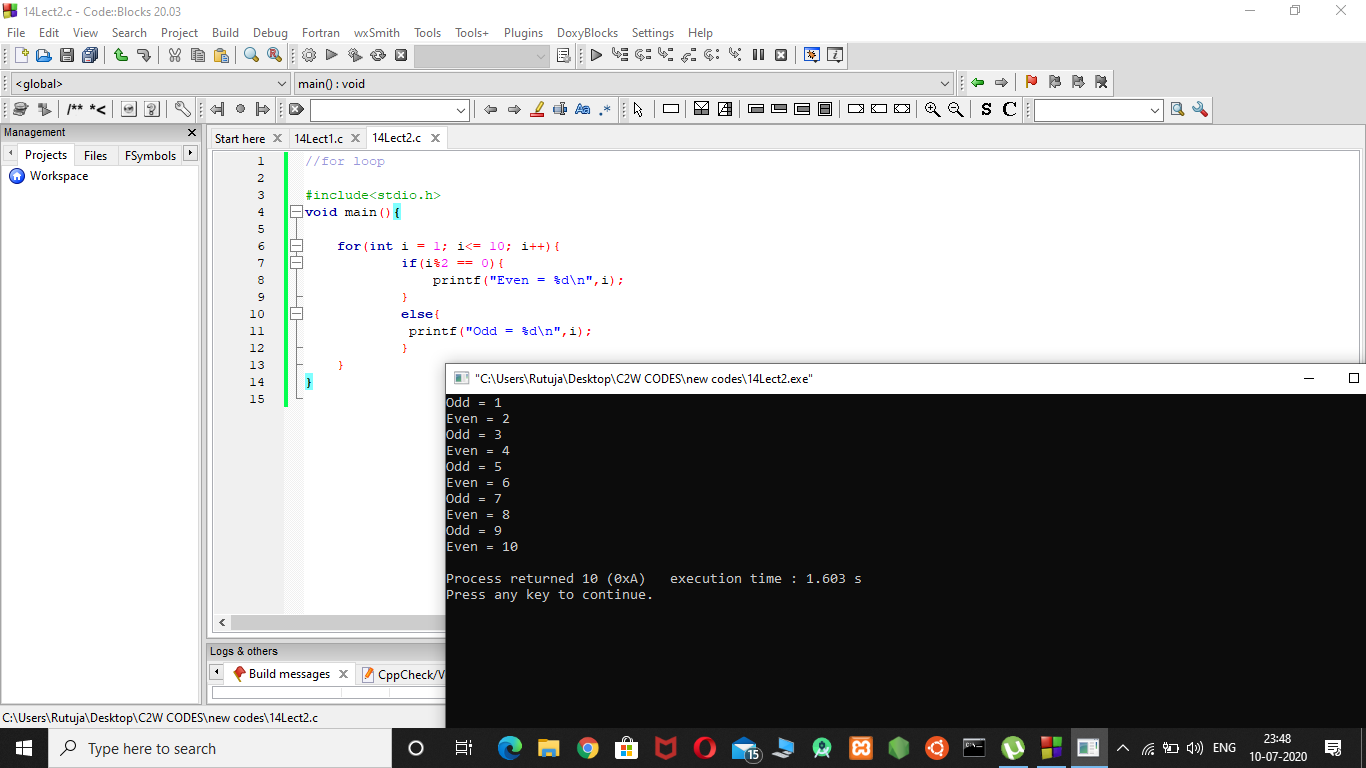 14Lect2.c - Code::Blocks 20.03
File Edit View Search Project Build Debug Fortran wxSmith Tools Tools+ Plugins DoxyBlocks Settings Help
<global> main() : void
/** *< Aa .* S C
Management
Start here 14Lect1.c 14Lect2.c
Projects Files FSymbols
Workspace
1 //for loop
2
3 #include<stdio.h>
4 void main(){
5
6 for(int i = 1; i<= 10; i++){
7 if(i%2 == 0){
8 printf("Even = %d\n",i);
9 }
10 else{
11 printf("Odd = %d\n",i);
12 }
13 }
14 }
15
"C:\Users\Rutuja\Desktop\C2W CODES\new codes\14Lect2.exe"
Odd = 1
Even = 2
Odd = 3
Even = 4
Odd = 5
Even = 6
Odd = 7
Even = 8
Odd = 9
Even = 10
Process returned 10 (0xA) execution time : 1.603 s
Press any key to continue.
Logs & others
Build messages CppCheck/V
C:\Users\Rutuja\Desktop\C2W CODES\new codes\14Lect2.c
Type here to search
15
ENG
23:48
10-07-2020